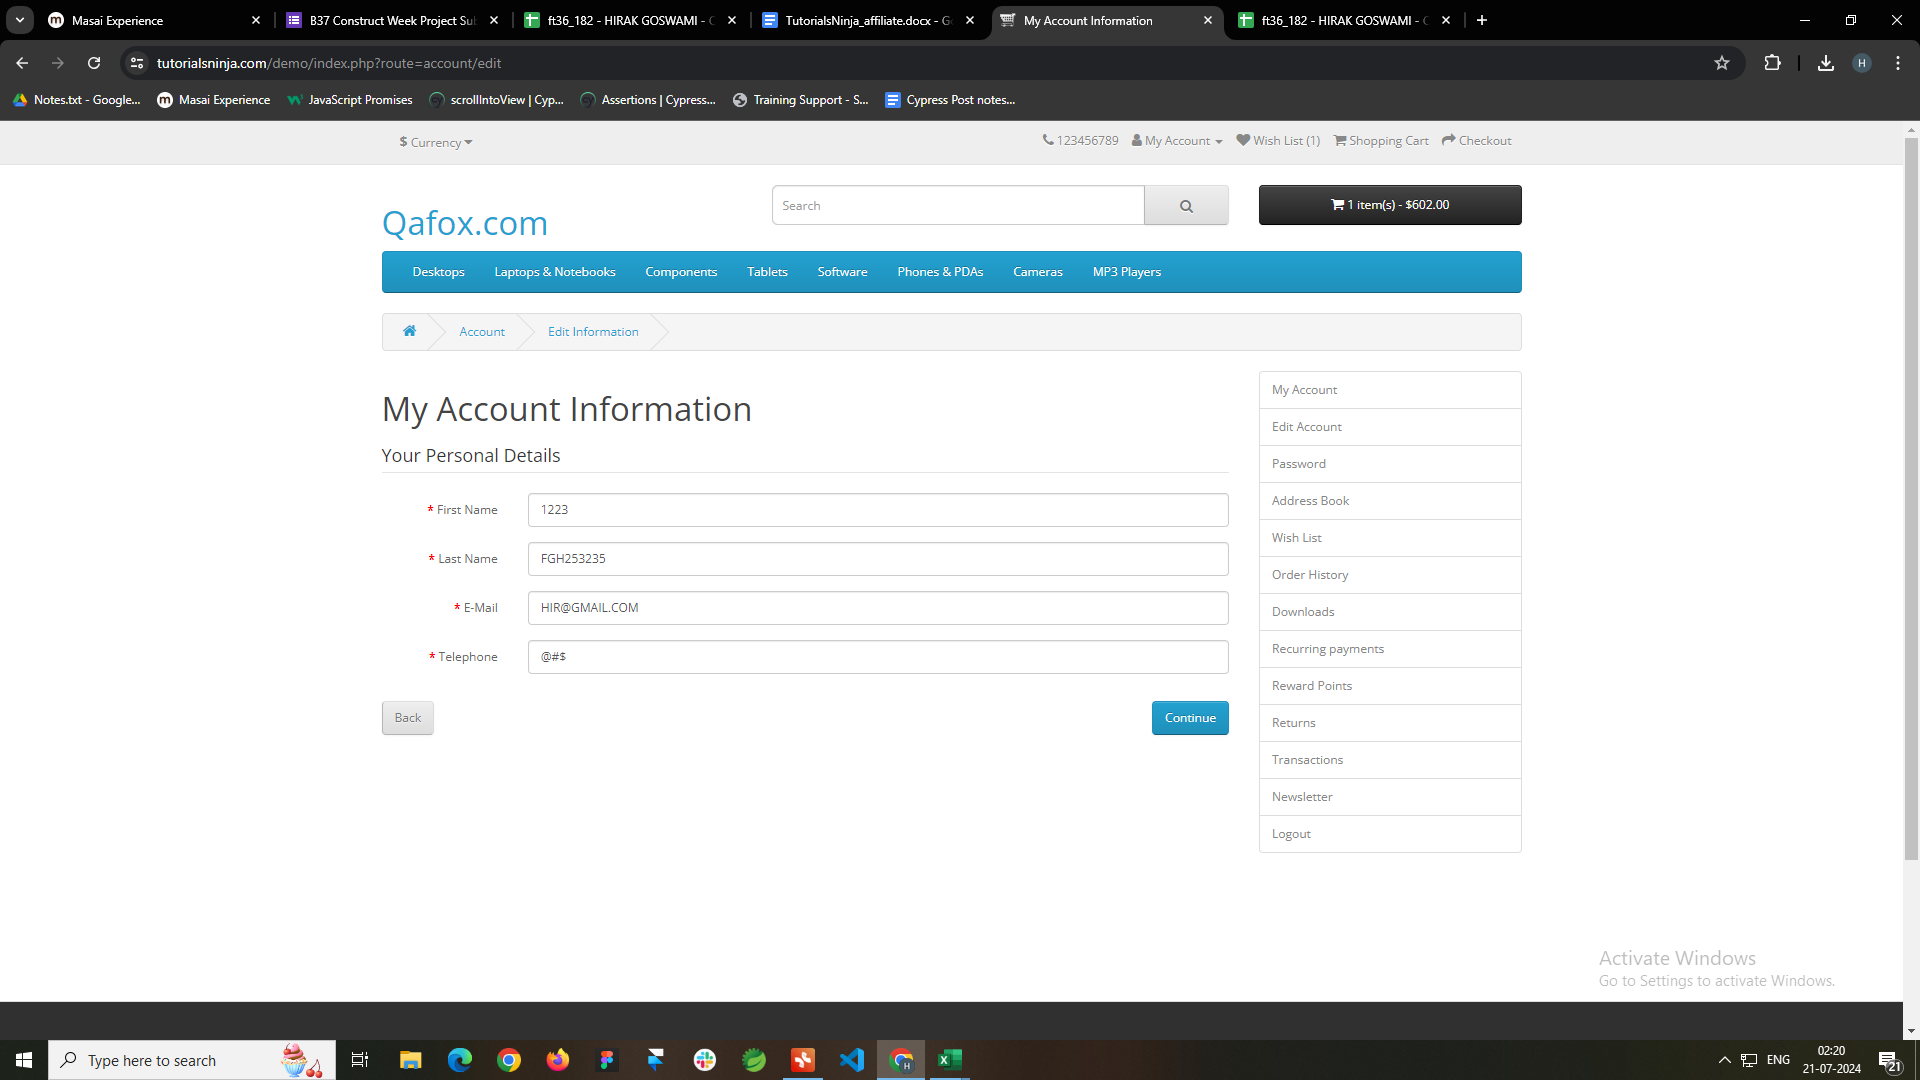 Masai Experience
B37 Construct Week Project Su
ft36_182 - HIRAK GOSWAMI - C
TutorialsNinja_affiliate.docx - G
My Account Information
ft36_182 - HIRAK GOSWAMI - C
tutorialsninja.com/demo/index.php?route=account/edit
H
Notes.txt - Google...
Masai Experience
JavaScript Promises
scrollIntoView | Cyp...
Assertions | Cypress...
Training Support - S...
Cypress Post notes...
$ Currency
123456789
My Account
Wish List (1)
Shopping Cart
Checkout
Qafox.com
Search
1 item(s) - $602.00
Desktops
Laptops & Notebooks
Components
Tablets
Software
Phones & PDAs
Cameras
MP3 Players
Account
Edit Information
My Account Information
Your Personal Details
* First Name
1223
* Last Name
FGH253235
* E-Mail
HIR@GMAIL.COM
* Telephone
@#$
Back
Continue
My Account
Edit Account
Password
Address Book
Wish List
Order History
Downloads
Recurring payments
Reward Points
Returns
Transactions
Newsletter
Logout
Activate Windows
Go to Settings to activate Windows.
Type here to search
ENG
02:20
21-07-2024
21